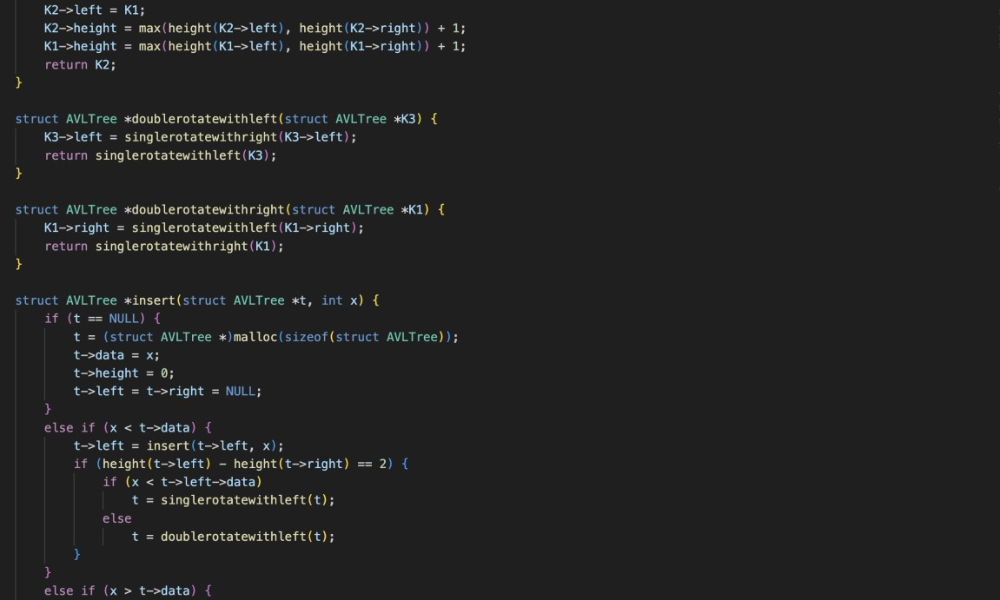 K2->left = K1;
    K2->height = max(height(K2->left), height(K2->right)) + 1;
    K1->height = max(height(K1->left), height(K1->right)) + 1;
    return K2;
}

struct AVLTree *doublerotatewithleft(struct AVLTree *K3) {
    K3->left = singlerotatewithright(K3->left);
    return singlerotatewithleft(K3);
}

struct AVLTree *doublerotatewithright(struct AVLTree *K1) {
    K1->right = singlerotatewithleft(K1->right);
    return singlerotatewithright(K1);
}

struct AVLTree *insert(struct AVLTree *t, int x) {
    if (t == NULL) {
        t = (struct AVLTree *)malloc(sizeof(struct AVLTree));
        t->data = x;
        t->height = 0;
        t->left = t->right = NULL;
    }
    else if (x < t->data) {
        t->left = insert(t->left, x);
        if (height(t->left) - height(t->right) == 2) {
            if (x < t->left->data)
                t = singlerotatewithleft(t);
            else
                t = doublerotatewithleft(t);
        }
    }
    else if (x > t->data) {